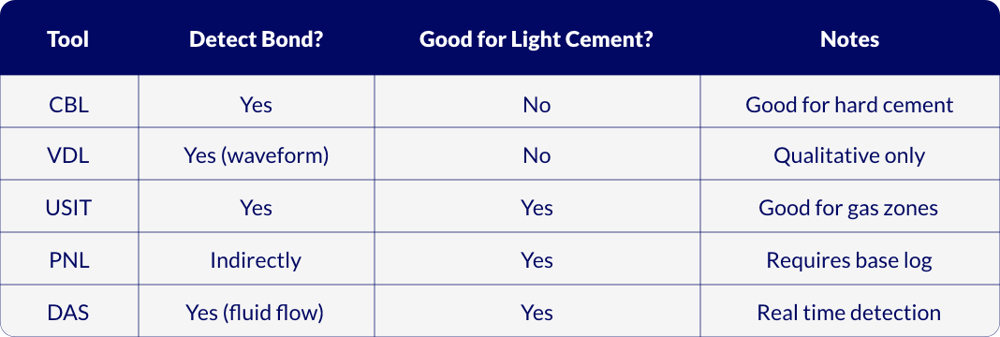 Tool Detect Bond? Good for Light Cement? Notes
CBL Yes No Good for hard cement
VDL Yes (waveform) No Qualitative only
USIT Yes Yes Good for gas zones
PNL Indirectly Yes Requires base log
DAS Yes (fluid flow) Yes Real time detection